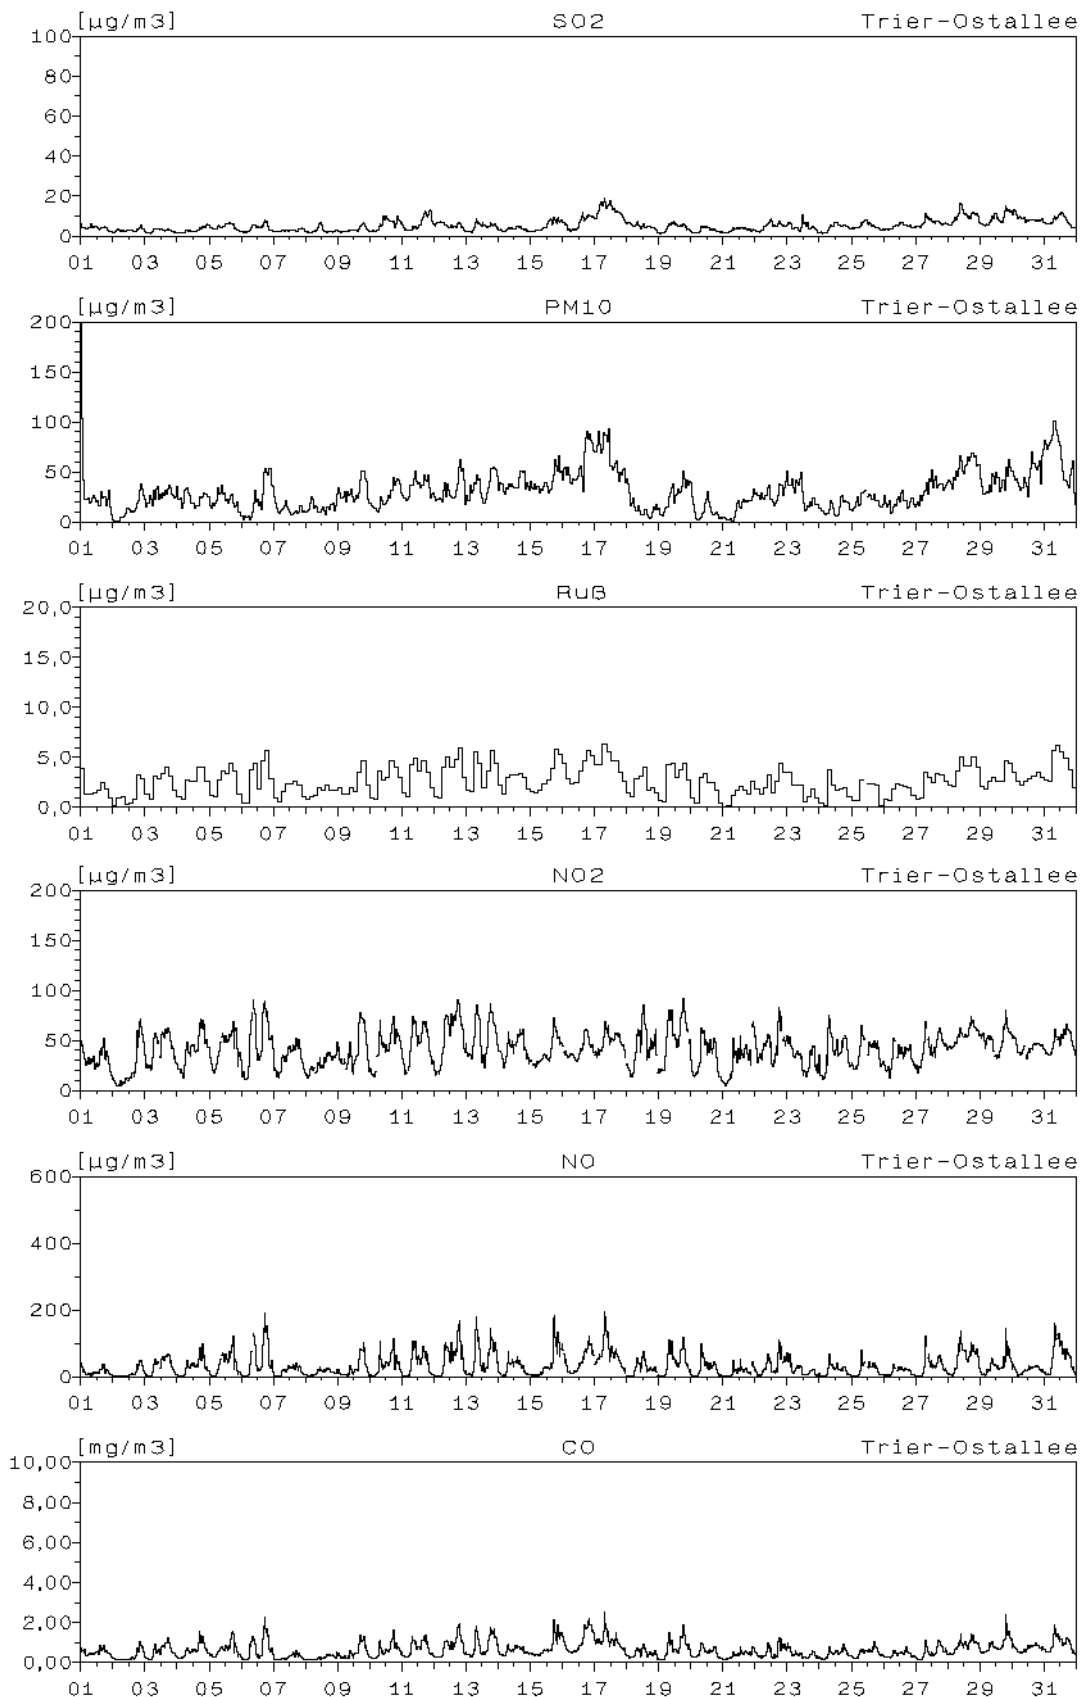 [µg/m3] SO2 Trier-Ostallee
100
80
60
40
20
0
01 03 05 07 09 11 13 15 17 19 21 23 25 27 29 31
[µg/m3] PM10 Trier-Ostallee
200
150
100
50
0
01 03 05 07 09 11 13 15 17 19 21 23 25 27 29 31
[µg/m3] Ruß Trier-Ostallee
20,0
15,0
10,0
5,0
0,0
01 03 05 07 09 11 13 15 17 19 21 23 25 27 29 31
[µg/m3] NO2 Trier-Ostallee
200
150
100
50
0
01 03 05 07 09 11 13 15 17 19 21 23 25 27 29 31
[µg/m3] NO Trier-Ostallee
600
400
200
0
01 03 05 07 09 11 13 15 17 19 21 23 25 27 29 31
[mg/m3] CO Trier-Ostallee
10,00
8,00
6,00
4,00
2,00
0,00
01 03 05 07 09 11 13 15 17 19 21 23 25 27 29 31